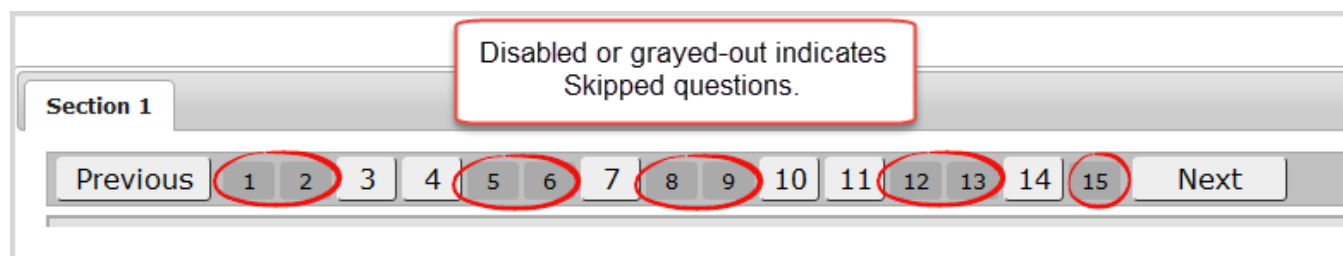 Disabled or grayed-out indicates
Skipped questions.
Section 1
Previous 1 2 3 4 5 6 7 8 9 10 11 12 13 14 15 Next